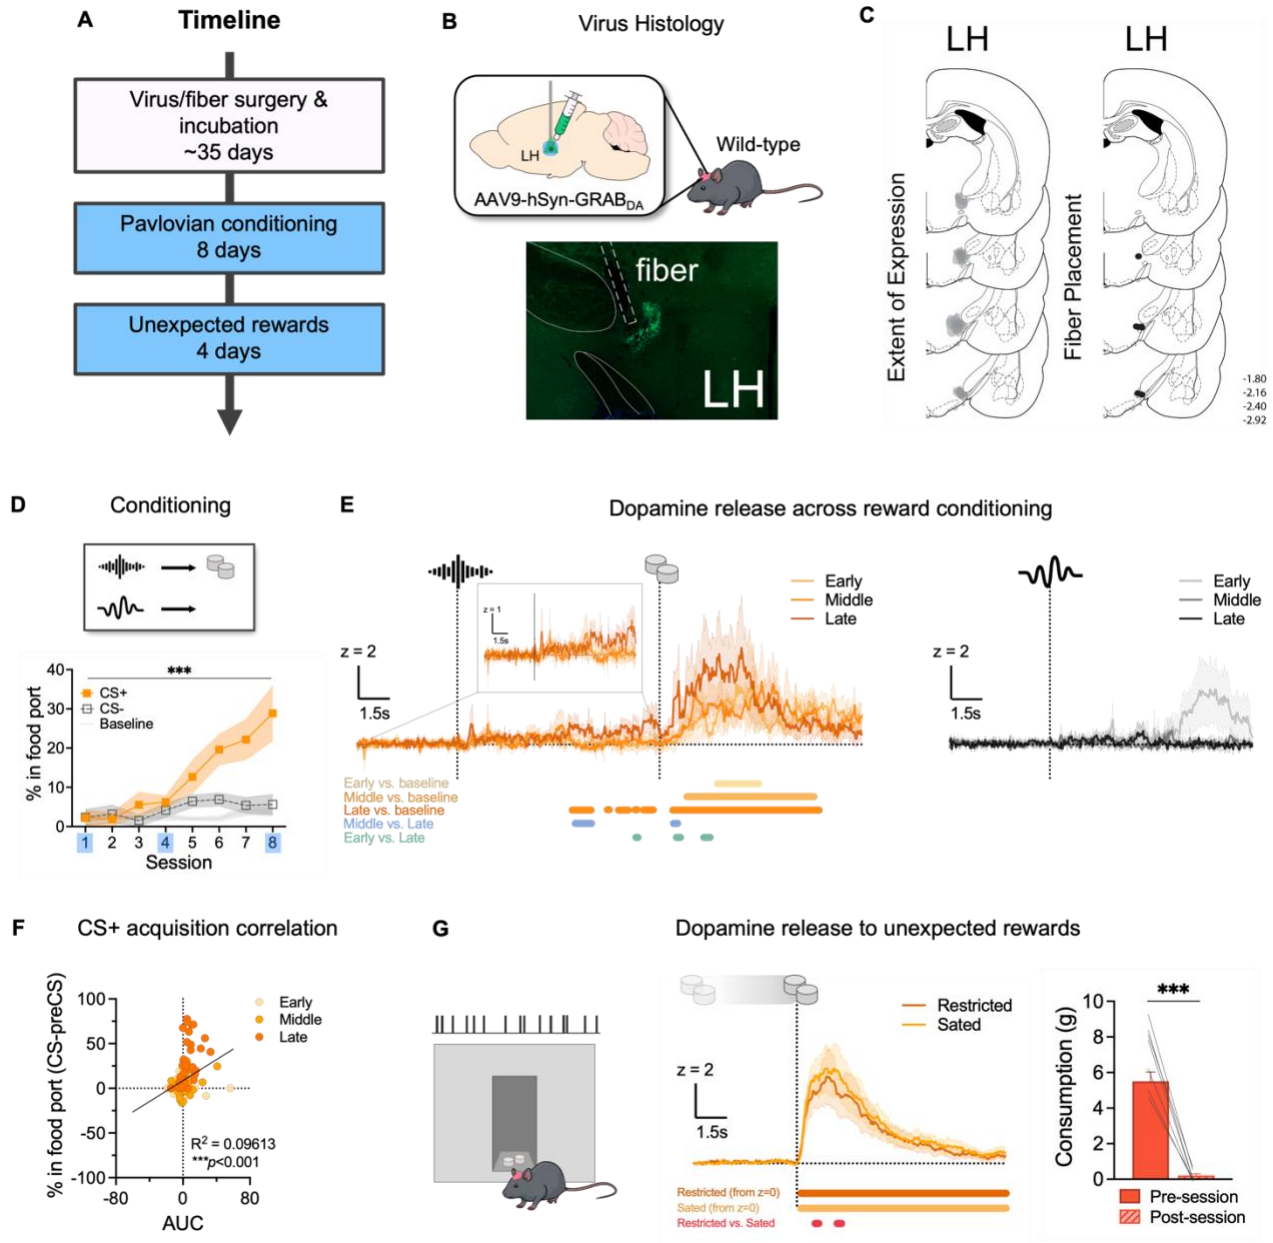 A
Timeline
Virus/fiber surgery &
incubation
~35 days
Pavlovian conditioning
8 days
Unexpected rewards
4 days
B
Virus Histology
LH
AAV9-hSyn-GRABDA
Wild-type
fiber
LH
C
LH
LH
Extent of Expression
Fiber Placement
-1.80
-2.16
-2.40
-2.92
D
Conditioning
***
CS+
CS-
Baseline
% in food port
40
30
20
10
0
1 2 3 4 5 6 7 8
Session
E
Dopamine release across reward conditioning
z = 1
1.5s
z = 2
1.5s
Early
Middle
Late
Early vs. baseline
Middle vs. baseline
Late vs. baseline
Middle vs. Late
Early vs. Late
z = 2
1.5s
Early
Middle
Late
F
CS+ acquisition correlation
% in food port (CS-preCS)
100
50
0
-50
-100
-80 0 80
AUC
Early
Middle
Late
R2 = 0.09613
***p<0.001
G
Dopamine release to unexpected rewards
Restricted
Sated
z = 2
1.5s
Restricted (from z=0)
Sated (from z=0)
Restricted vs. Sated
Consumption (g)
10
8
6
4
2
0
***
Pre-session
Post-session